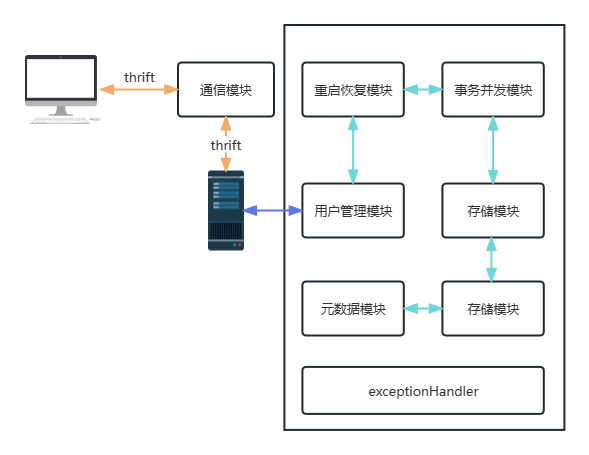 thrift
通信模块
thrift
重启恢复模块
事务并发模块
用户管理模块
存储模块
元数据模块
存储模块
exceptionHandler